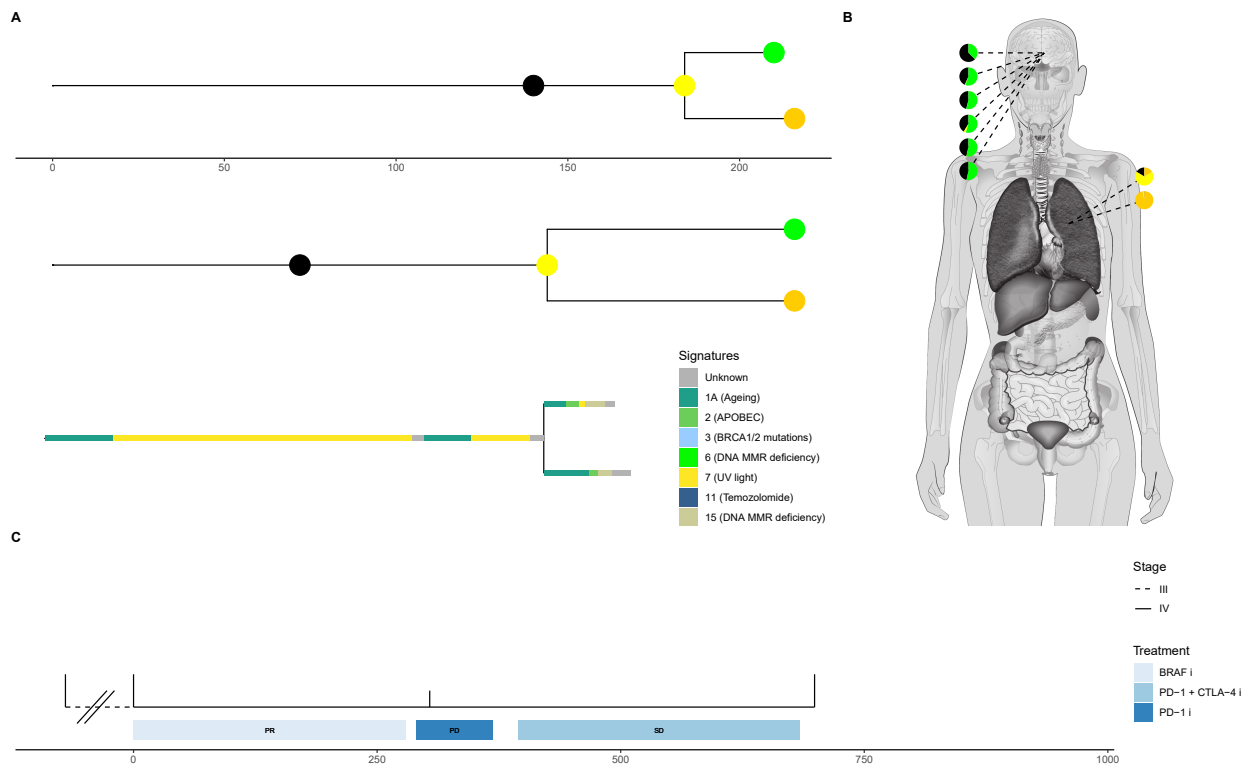 A
B
0
50
100
150
200
Signatures
Unknown
1A (Ageing)
2 (APOBEC)
3 (BRCA1/2 mutations)
6 (DNA MMR deficiency)
7 (UV light)
11 (Temozolomide)
15 (DNA MMR deficiency)
C
Stage
III
IV
Treatment
BRAF i
PD−1 + CTLA−4 i
PD−1 i
PR
PD
SD
0
250
500
750
1000